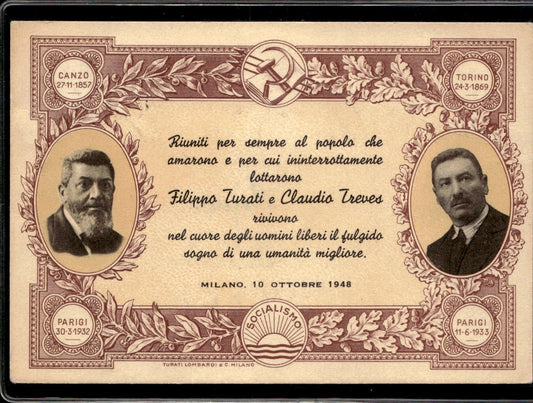 CANZO
27-11-1857
TORINO
24-3-1869
Riuniti per sempre al popolo che
amarono e per cui ininterrottamente
lottarono
Filippo Turati e Claudio Treves
rivivono
nel cuore degli uomini liberi il fulgido
sogno di una umanità migliore.
MILANO, 10 OTTOBRE 1948
PARIGI
30-3-1932
SOCIALISMO
PARIGI
11-6-1933
TURATI LOMBARDI e C. MILANO